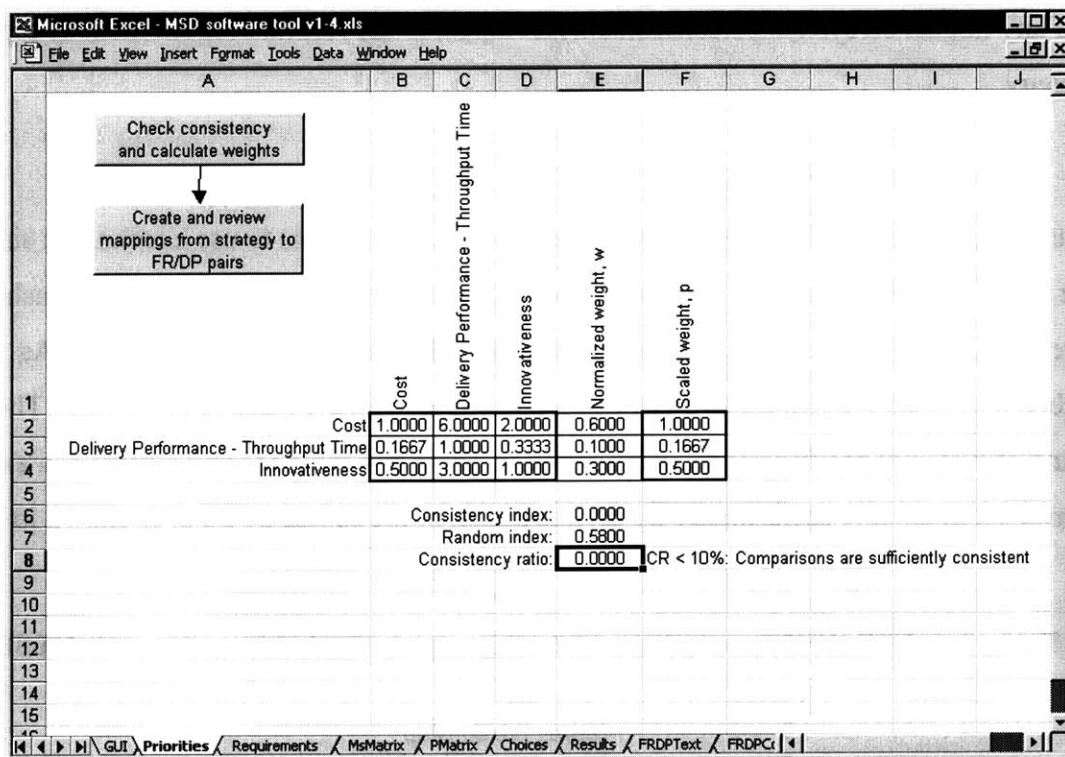 Microsoft Excel - MSD software tool v1-4.xls
File Edit View Insert Format Tools Data Window Help
A B C D E F G H I J
Check consistency
and calculate weights
Create and review
mappings from strategy to
FR/DP pairs
1 Cost Delivery Performance - Throughput Time Innovativeness Normalized weight, w Scaled weight, p
2 Cost 1.0000 6.0000 2.0000 0.6000 1.0000
3 Delivery Performance - Throughput Time 0.1667 1.0000 0.3333 0.1000 0.1667
4 Innovativeness 0.5000 3.0000 1.0000 0.3000 0.5000
5
6 Consistency index: 0.0000
7 Random index: 0.5800
8 Consistency ratio: 0.0000 CR < 10%: Comparisons are sufficiently consistent
9
10
11
12
13
14
15
GUI Priorities Requirements MsMatrix PMatrix Choices Results FRDPText